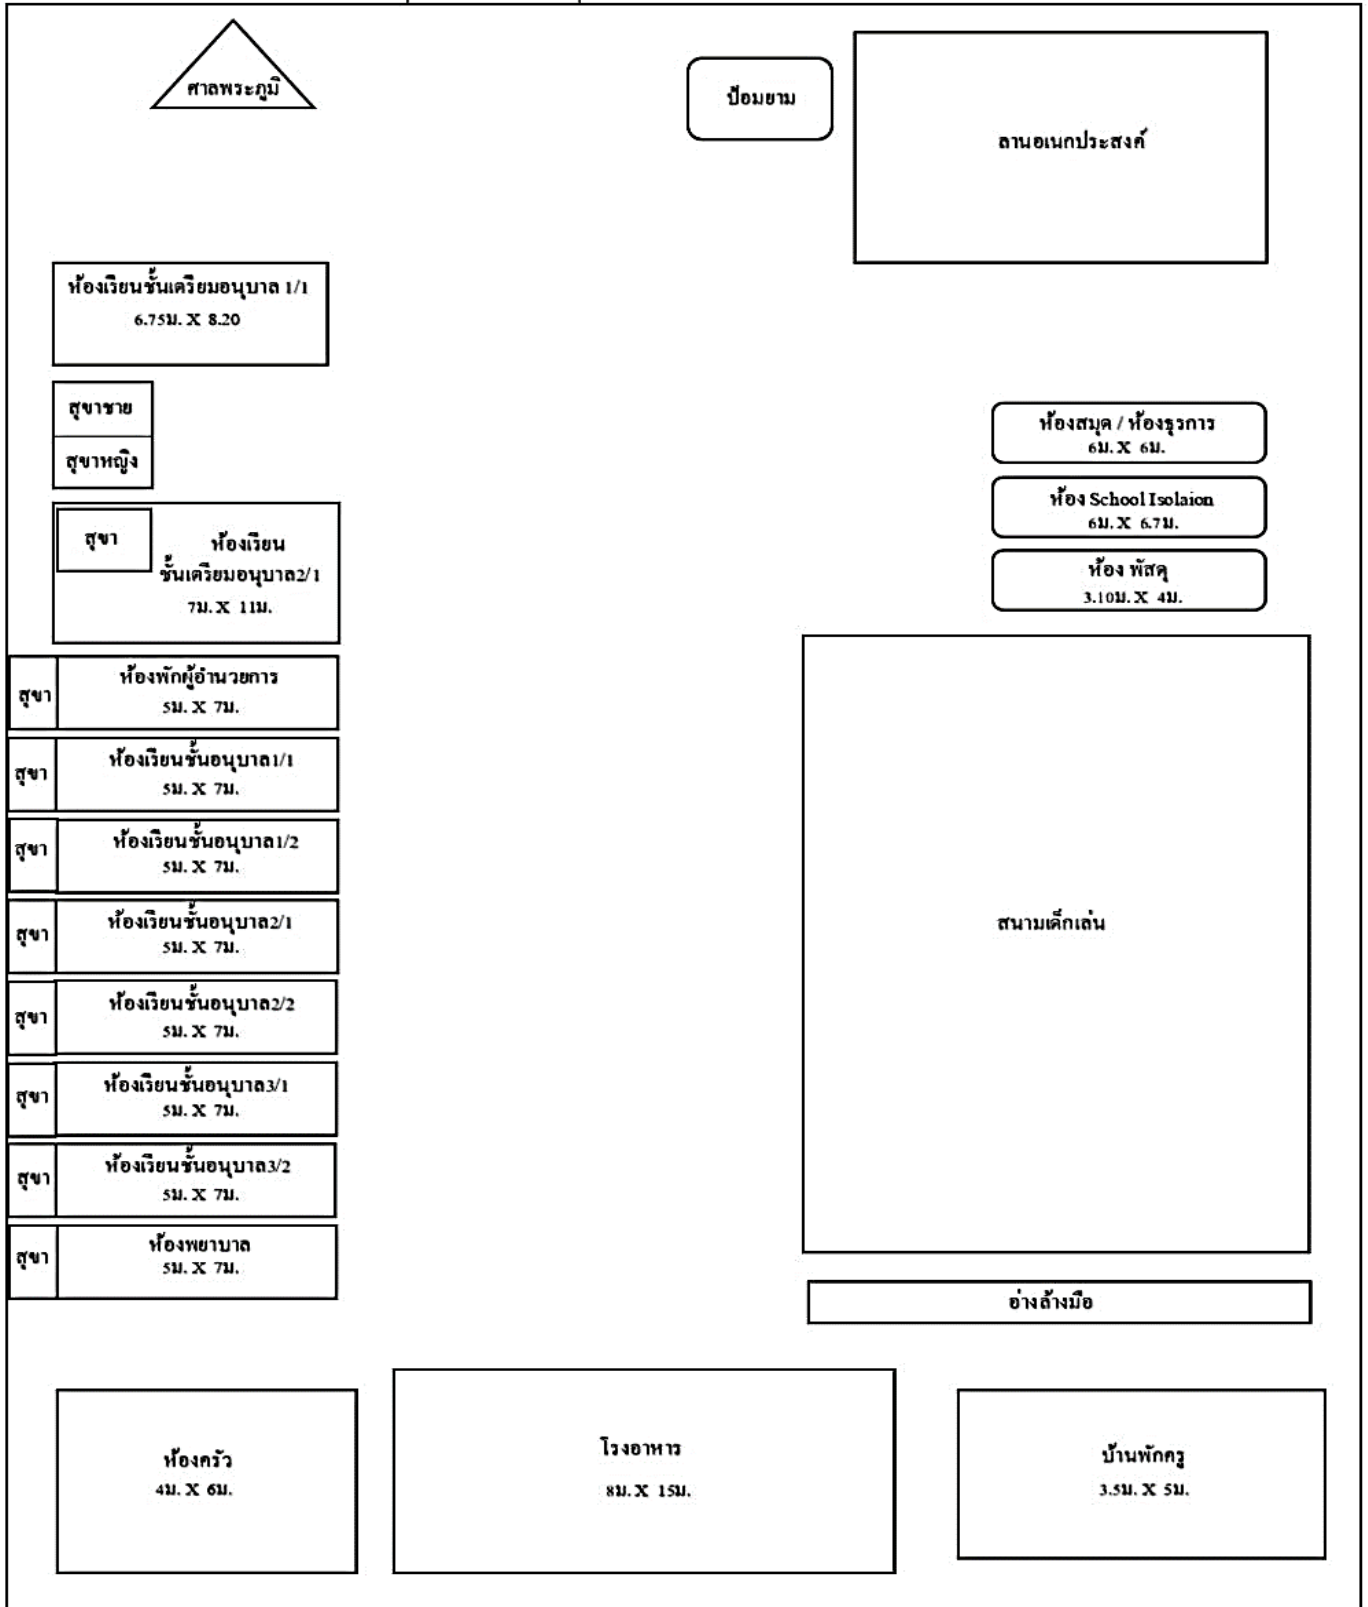 ศาลพระภูมิ
ป้อมยาม
ลานอเนกประสงค์
ห้องเรียนชั้นเตรียมอนุบาล 1/1
6.75ม. X 8.20
สุขาชาย
สุขาหญิง
ห้องสมุด / ห้องธุรการ
6ม. X 6ม.
ห้อง School Isolaion
6ม. X 6.7ม.
ห้อง พัสดุ
3.10ม. X 4ม.
สุขา
ห้องเรียน
ชั้นเตรียมอนุบาล2/1
7ม. X 11ม.
สุขา
ห้องพักผู้อำนวยการ
5ม. X 7ม.
สุขา
ห้องเรียนชั้นอนุบาล1/1
5ม. X 7ม.
สุขา
ห้องเรียนชั้นอนุบาล1/2
5ม. X 7ม.
สุขา
ห้องเรียนชั้นอนุบาล2/1
5ม. X 7ม.
สุขา
ห้องเรียนชั้นอนุบาล2/2
5ม. X 7ม.
สุขา
ห้องเรียนชั้นอนุบาล3/1
5ม. X 7ม.
สุขา
ห้องเรียนชั้นอนุบาล3/2
5ม. X 7ม.
สุขา
ห้องพยาบาล
5ม. X 7ม.
สนามเด็กเล่น
อ่างล้างมือ
ห้องครัว
4ม. X 6ม.
โรงอาหาร
8ม. X 15ม.
บ้านพักครู
3.5ม. X 5ม.